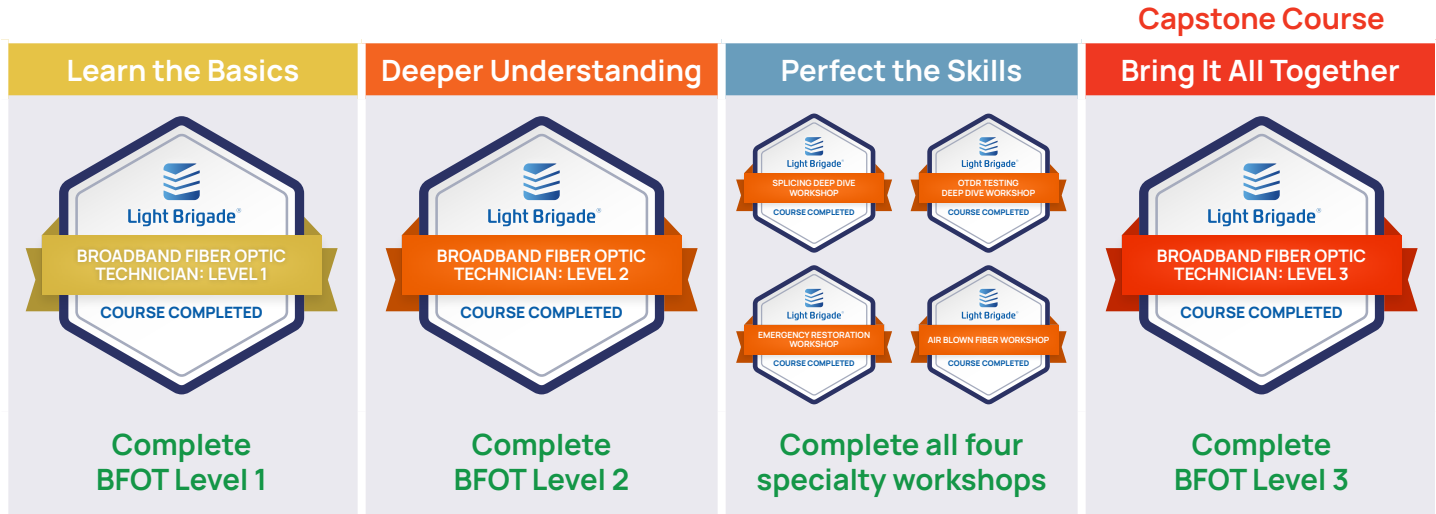 Capstone Course
Learn the Basics
Deeper Understanding
Perfect the Skills
Bring It All Together
Light Brigade®
BROADBAND FIBER OPTIC
TECHNICIAN: LEVEL 1
COURSE COMPLETED
Complete
BFOT Level 1
Light Brigade®
BROADBAND FIBER OPTIC
TECHNICIAN: LEVEL 2
COURSE COMPLETED
Complete
BFOT Level 2
Light Brigade®
SPLICING DEEP DIVE
WORKSHOP
COURSE COMPLETED
Light Brigade®
OTDR TESTING
DEEP DIVE WORKSHOP
COURSE COMPLETED
Light Brigade®
EMERGENCY RESTORATION
WORKSHOP
COURSE COMPLETED
Light Brigade®
AIR BLOWN FIBER WORKSHOP
COURSE COMPLETED
Complete all four
specialty workshops
Light Brigade®
BROADBAND FIBER OPTIC
TECHNICIAN: LEVEL 3
COURSE COMPLETED
Complete
BFOT Level 3